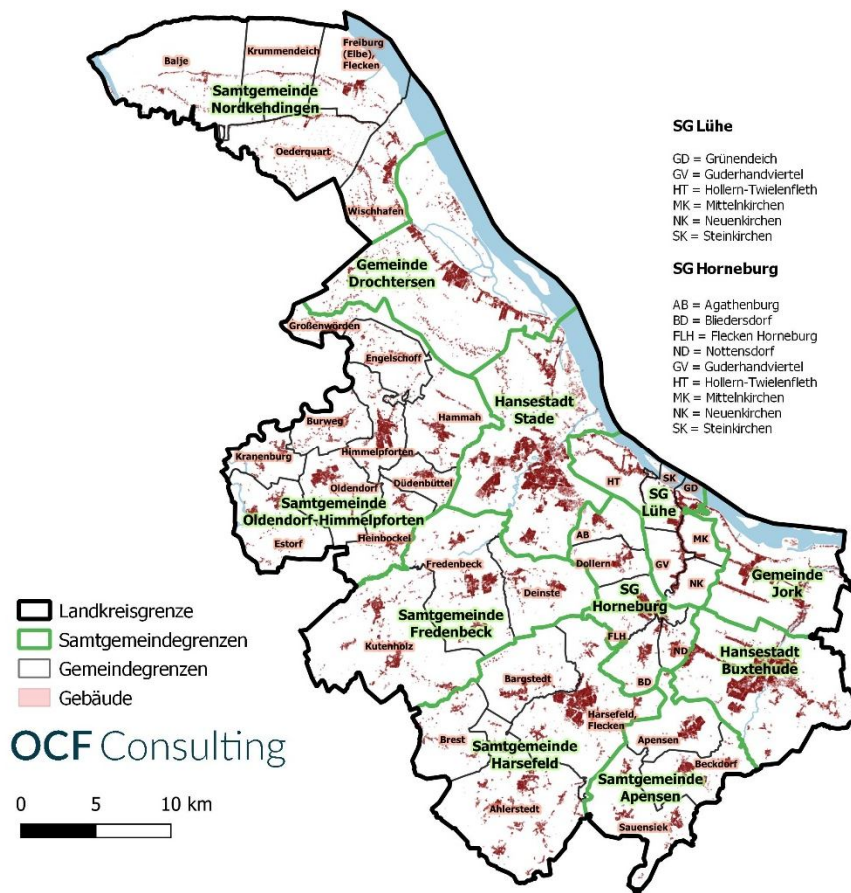 Balje
Krummendeich
Freiburg
(Elbe),
Flecken
Samtgemeinde
Nordkehdingen
Oederquart
Wischhafen
Gemeinde
Drochtersen
Großenwörden
Engelschoff
Hansestadt
Stade
Burweg
Hammah
Kranenburg
Himmelpforten
Oldendorf
Düdenbüttel
Samtgemeinde
Oldendorf-Himmelpforten
Estorf
Heinbockel
HT
SK
GD
SG
Lühe
AB
MK
Fredenbeck
Dollern
GV
NK
Gemeinde
Jork
Deinste
SG
Horneburg
Samtgemeinde
Fredenbeck
Kutenholz
FLH
ND
Hansestadt
Buxtehude
Bargstedt
BD
Harsefeld,
Flecken
Apensen
Brest
Samtgemeinde
Harsefeld
Beckdorf
Samtgemeinde
Apensen
Ahlerstedt
Sauensiek
SG Lühe
GD = Grünendeich
GV = Guderhandviertel
HT = Hollern-Twielenfleth
MK = Mittelnkirchen
NK = Neuenkirchen
SK = Steinkirchen
SG Horneburg
AB = Agathenburg
BD = Bliedersdorf
FLH = Flecken Horneburg
ND = Nottensdorf
GV = Guderhandviertel
HT = Hollern-Twielenfleth
MK = Mittelnkirchen
NK = Neuenkirchen
SK = Steinkirchen
Landkreisgrenze
Samtgemeindegrenzen
Gemeindegrenzen
Gebäude
OCF Consulting
0 5 10 km